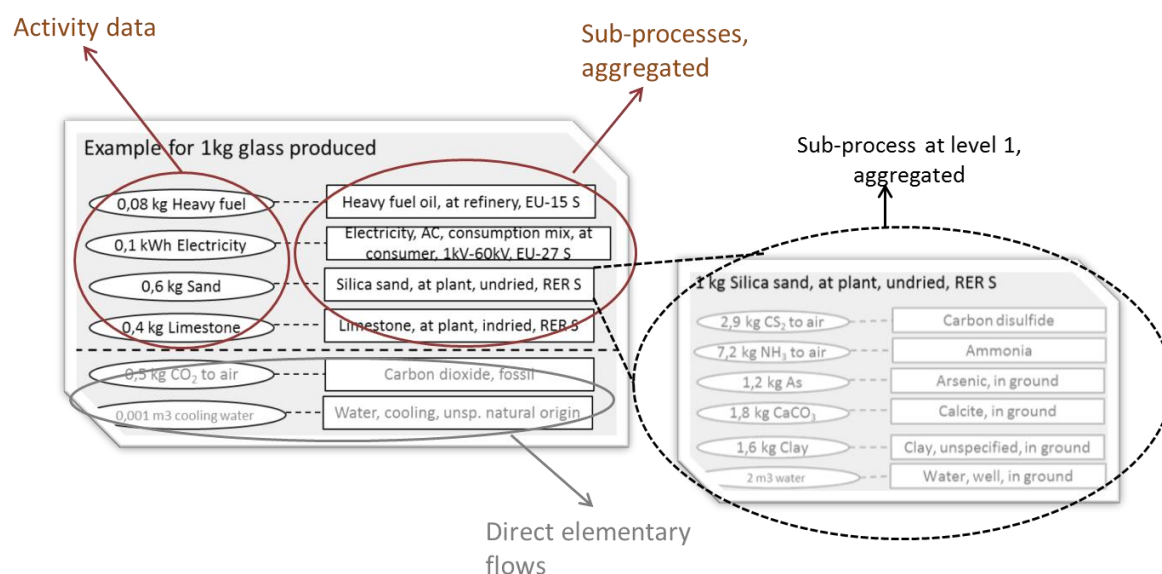 Activity data
Sub-processes,
aggregated
Example for 1kg glass produced
0,08 kg Heavy fuel
Heavy fuel oil, at refinery, EU-15 S
0,1 kWh Electricity
Electricity, AC, consumption mix, at
consumer, 1kV-60kV, EU-27 S
0,6 kg Sand
Silica sand, at plant, undried, RER S
0,4 kg Limestone
Limestone, at plant, indried, RER S
0,5 kg CO₂ to air
Carbon dioxide, fossil
0,001 m3 cooling water
Water, cooling, unsp. natural origin
Direct elementary
flows
Sub-process at level 1,
aggregated
1 kg Silica sand, at plant, undried, RER S
2,9 kg CS₂ to air
Carbon disulfide
7,2 kg NH₃ to air
Ammonia
1,2 kg As
Arsenic, in ground
1,8 kg CaCO₃
Calcite, in ground
1,6 kg Clay
Clay, unspecified, in ground
2 m3 water
Water, well, in ground